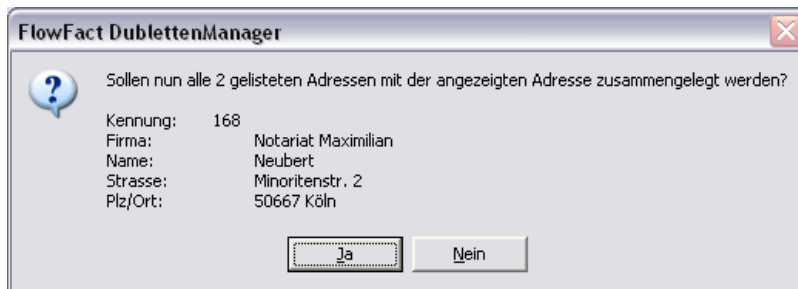 FlowFact DublettenManager
Sollen nun alle 2 gelisteten Adressen mit der angezeigten Adresse zusammengelegt werden?
Kennung: 168
Firma: Notariat Maximilian
Name: Neubert
Strasse: Minoritenstr. 2
Plz/Ort: 50667 Köln
Ja Nein